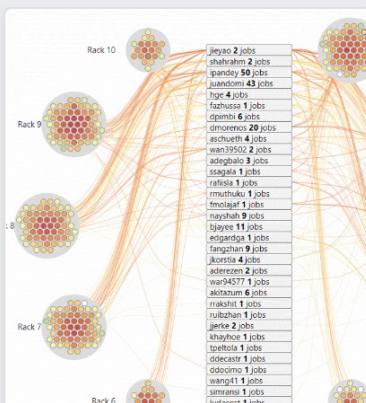 Rack 10
jieyao 2 jobs
shahrahm 2 jobs
ipandey 50 jobs
juandomi 43 jobs
hge 4 jobs
Rack 9
fazhussa 1 jobs
dpimbi 6 jobs
dmorenos 20 jobs
aschueth 4 jobs
wan39502 2 jobs
adegbalo 3 jobs
ssagala 1 jobs
rafiisla 1 jobs
rmuthuku 1 jobs
fmolajaf 1 jobs
nayshah 9 jobs
8
bjayee 11 jobs
edgardga 1 jobs
fangzhan 9 jobs
jkorstia 4 jobs
aderezen 2 jobs
war94577 1 jobs
akitazum 6 jobs
rrakshit 1 jobs
ruibzhan 1 jobs
Rack 7
jjerke 2 jobs
khayhoe 1 jobs
tpeltola 1 jobs
ddecastr 1 jobs
ddocimo 1 jobs
wang41 1 jobs
simransi 1 jobs
Rack 6
1 jobs